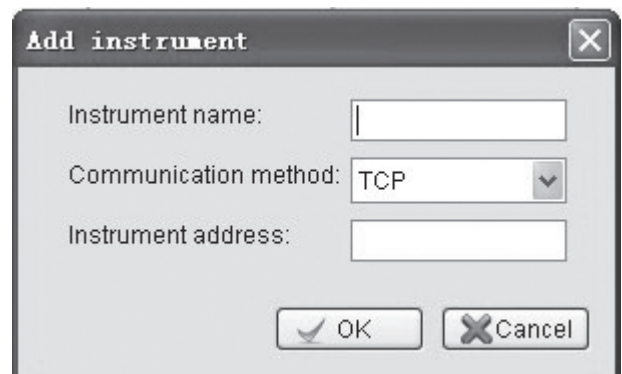 Add instrument
Instrument name:
Communication method: TCP
Instrument address:
OK Cancel